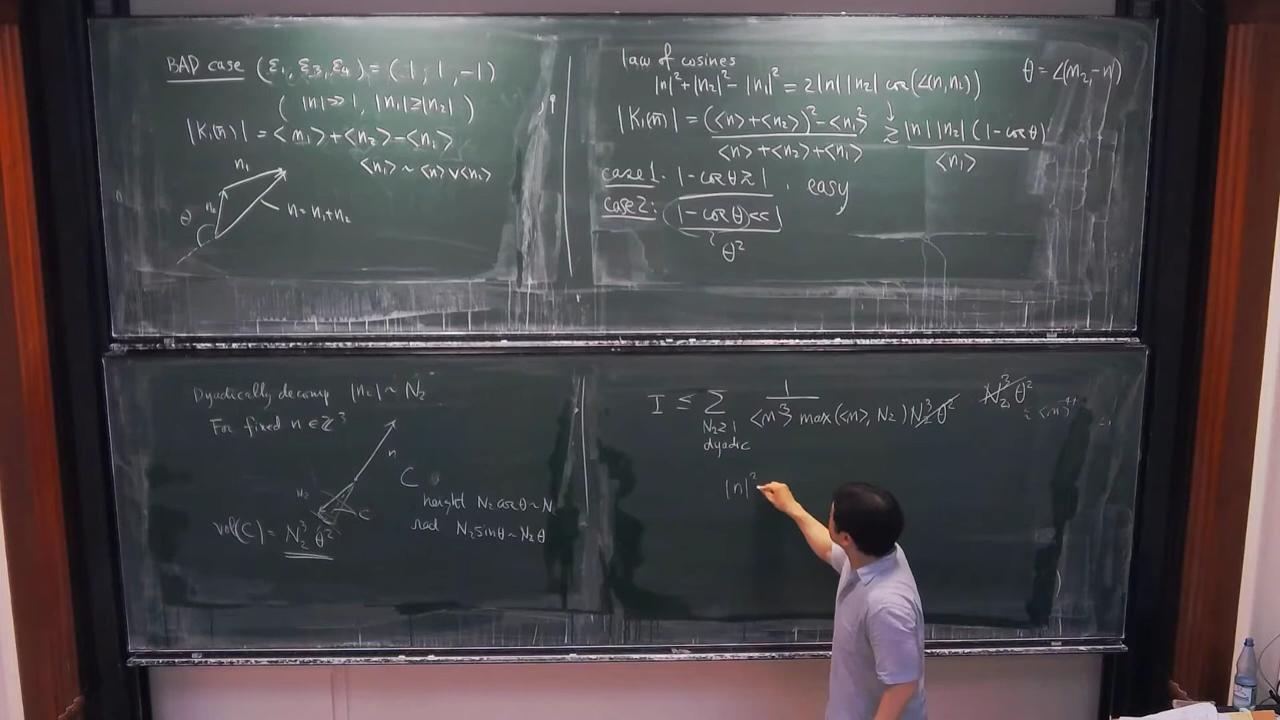 BAD case (ε₁, ε₃, ε₄) = (1, 1, -1)
( |n| ≫ 1, |n₁| ≥ |n₂| )
|K₁(n̄)| = <n₁> + <n₂> - <n₁>
<n₁> ~ <n> ∨ <n₂>
n₁
θ
n₂
n = n₁ + n₂
law of cosines
|n|² + |n₂|² - |n₁|² = 2|n||n₂| cos(∠(n, n₂))
θ = ∠(n₂, -n)
|K₁(n̄)| = (<n> + <n₂>)² - <n₁>² / <n> + <n₂> + <n₁> ≳ |n||n₂|(1 - cos θ) / <n₁>
case 1: 1 - cos θ ≳ 1. easy
case 2: 1 - cos θ ≪ 1
~ θ²
Dyadically decomp |n₂| ~ N₂
For fixed n ∈ ℤ³
n
C
N₂
C
height N₂ cos θ ~ N
rad N₂ sin θ ~ N₂ θ
vol(C) = N₂³ θ²
I ≤ Σ 1 / <n>³ max(<n>, N₂) N₂³ θ² N₂³ θ²
N₂ ≥ 1
dyadic
|n|²